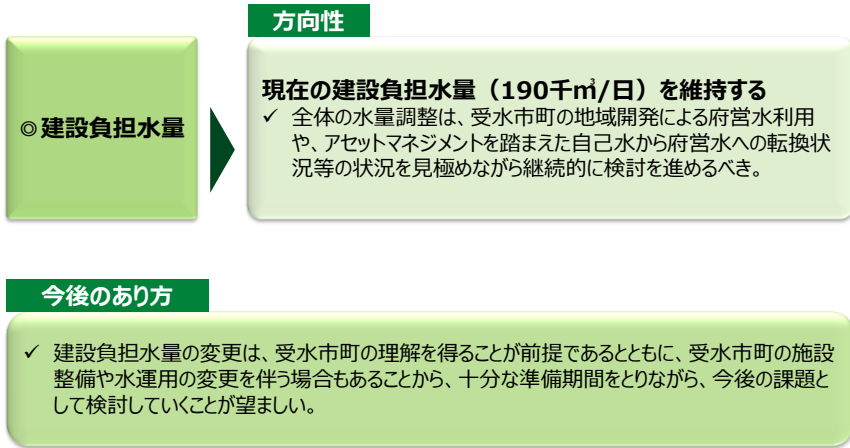 方向性
◎建設負担水量
現在の建設負担水量（190千㎥/日）を維持する
✓ 全体の水量調整は、受水市町の地域開発による府営水利用
や、アセットマネジメントを踏まえた自己水から府営水への転換状
況等の状況を見極めながら継続的に検討を進めるべき。
今後のあり方
✓ 建設負担水量の変更は、受水市町の理解を得ることが前提であるとともに、受水市町の施設
整備や水運用の変更を伴う場合もあることから、十分な準備期間をとりながら、今後の課題と
して検討していくことが望ましい。